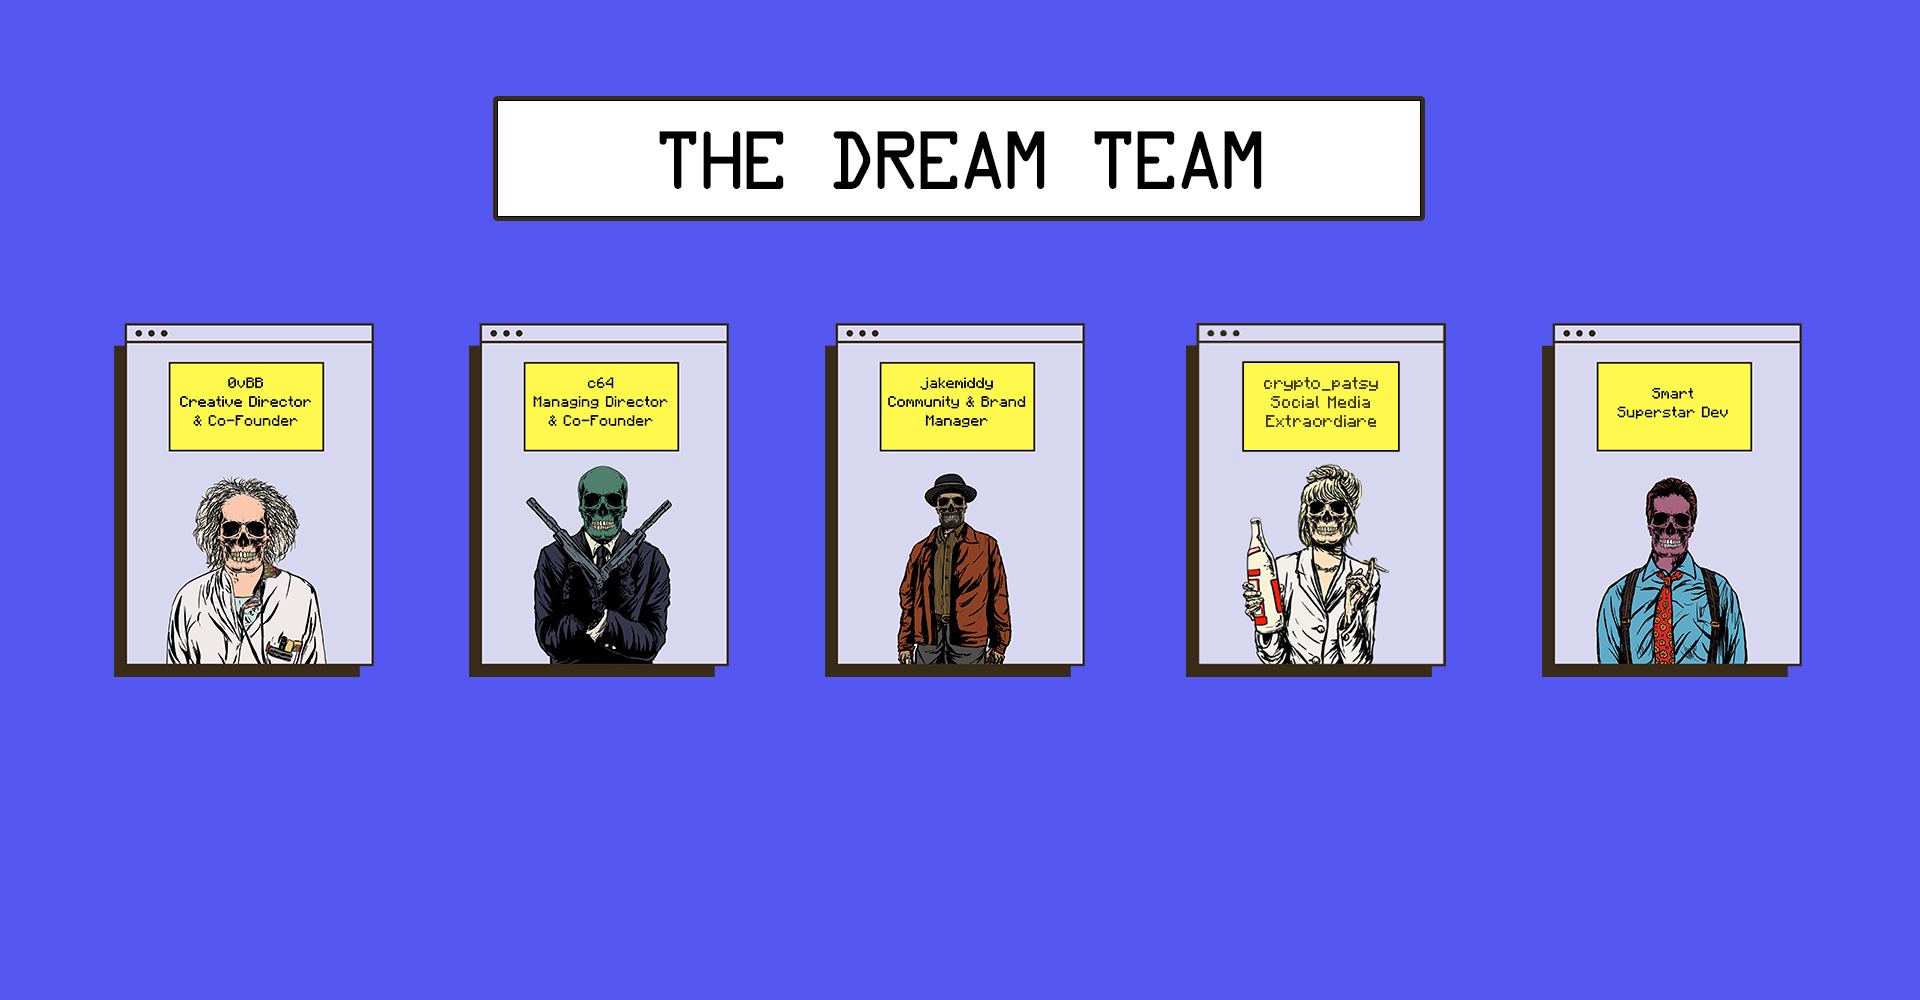 THE DREAM TEAM
0vBB
Creative Director
& Co-Founder
c64
Managing Director
& Co-Founder
jakemiddy
Community & Brand
Manager
crypto_patsy
Social Media
Extraordiare
Smart
Superstar Dev